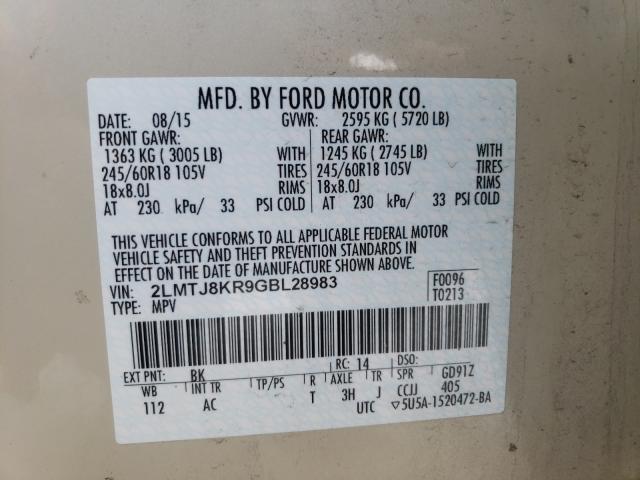 MFD. BY FORD MOTOR CO.
DATE: 08/15 GVWR: 2595 KG ( 5720 LB)
FRONT GAWR: REAR GAWR:
1363 KG ( 3005 LB) WITH 1245 KG ( 2745 LB) WITH
245/60R18 105V TIRES 245/60R18 105V TIRES
18x8.0J RIMS 18x8.0J RIMS
AT 230 kPa/ 33 PSI COLD AT 230 kPa/ 33 PSI COLD
THIS VEHICLE CONFORMS TO ALL APPLICABLE FEDERAL MOTOR
VEHICLE SAFETY AND THEFT PREVENTION STANDARDS IN
EFFECT ON THE DATE OF MANUFACTURE SHOWN ABOVE.
VIN: 2LMTJ8KR9GBL28983 F0096
TYPE: MPV T0213
EXT PNT: BK RC: 14 DSO:
WB INT TR TP/PS R AXLE TR SPR GD91Z
112 AC T 3H J CCJJ 405
UTC ▽5U5A-1520472-BA